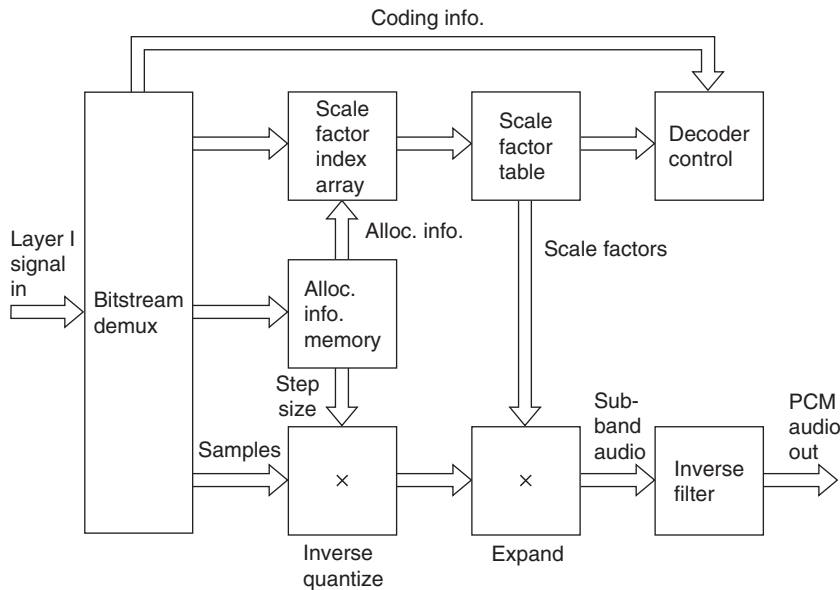 Coding info.
Scale
factor
index
array
Scale
factor
table
Decoder
control
Layer I
signal
in
Alloc. info.
Scale factors
Bitstream
demux
Alloc.
info.
memory
Step
size
Sub-
band
audio
PCM
audio
out
Samples
×
×
Inverse
filter
Inverse
quantize
Expand